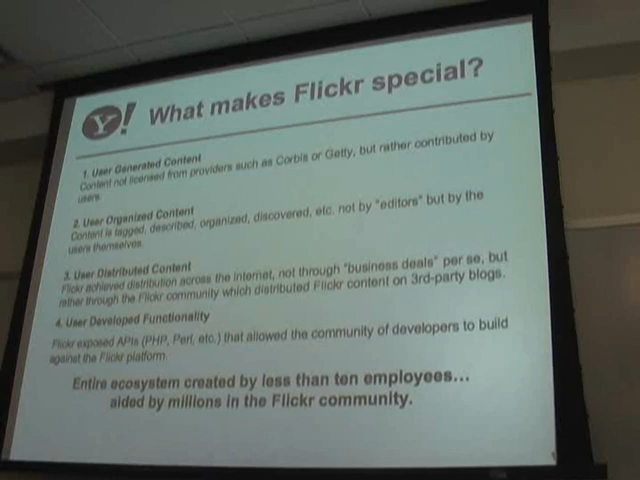 Y! What makes Flickr special?
1. User Generated Content
Content not licensed from providers such as Corbis or Getty, but rather contributed by
users.
2. User Organized Content
Content is tagged, described, organized, discovered, etc. not by "editors" but by the
users themselves.
3. User Distributed Content
Flickr achieved distribution across the internet, not through "business deals" per se, but
rather through the Flickr community which distributed Flickr content on 3rd-party blogs.
4. User Developed Functionality
Flickr exposed APIs (PHP, Perl, etc.) that allowed the community of developers to build
against the Flickr platform.
Entire ecosystem created by less than ten employees...
aided by millions in the Flickr community.